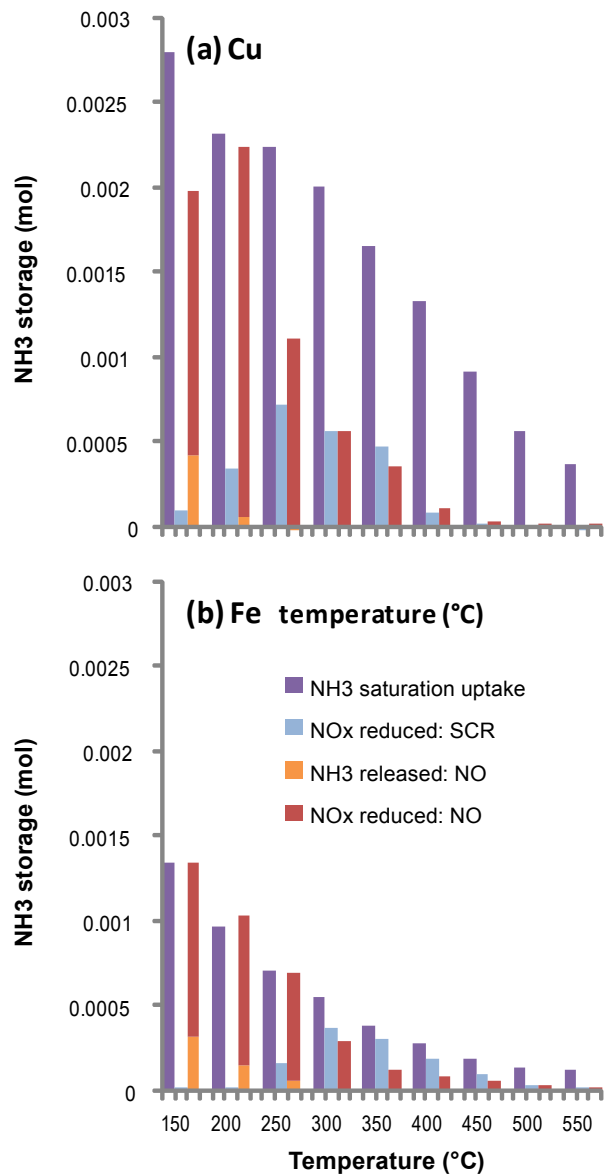 0.003
(a) Cu
0.0025
0.002
0.0015
0.001
0.0005
0
NH3 storage (mol)
0.003
(b) Fe temperature (°C)
0.0025
NH3 saturation uptake
NOx reduced: SCR
0.002
NH3 released: NO
NOx reduced: NO
0.0015
0.001
0.0005
0
NH3 storage (mol)
150 200 250 300 350 400 450 500 550
Temperature (°C)